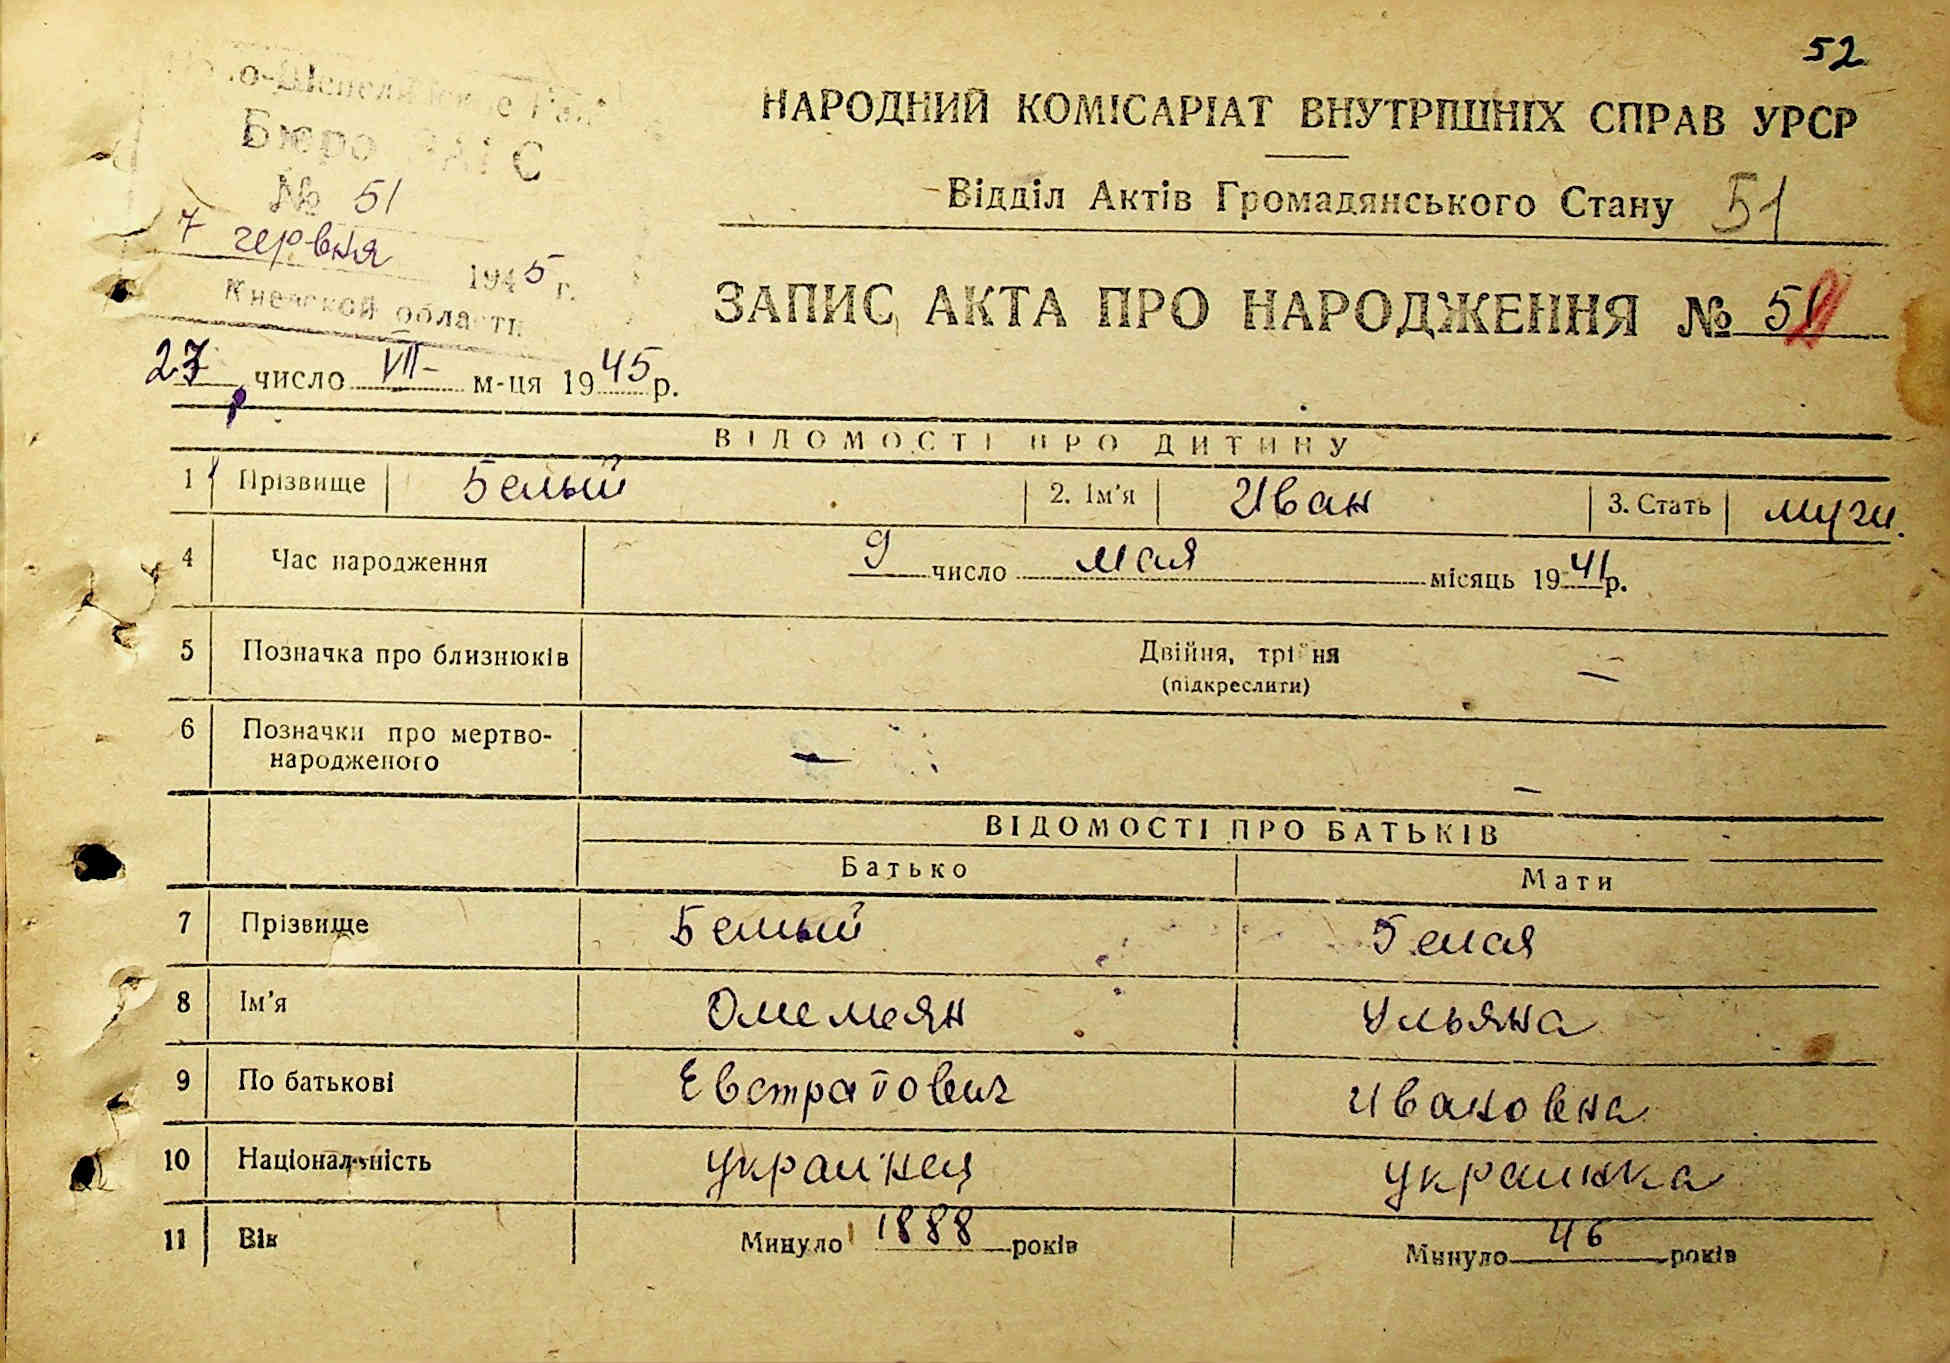 52
Бюро ЗАГС
№ 51
7 червня 1945 г.
Киевской области
НАРОДНИЙ КОМІСАРІАТ ВНУТРІШНІХ СПРАВ УРСР
Відділ Актів Громадянського Стану 51
ЗАПИС АКТА ПРО НАРОДЖЕННЯ № 51
27 число VII м-ця 1945 р.
ВІДОМОСТІ ПРО ДИТИНУ
1 Прізвище Белый 2. Ім'я Иван 3. Стать муж.
4 Час народження 9 число мая місяць 1941 р.
5 Позначка про близнюків Двійня, трійня —
(підкреслити)
6 Позначки про мертво-
народженого —
ВІДОМОСТІ ПРО БАТЬКІВ
Батько Мати
7 Прізвище Белый Белая
8 Ім'я Омемян Ульяна
9 По батькові Евстратович Ивановна
10 Національність украинец украинка
11 Вік Минуло 1888 років Минуло 46 років